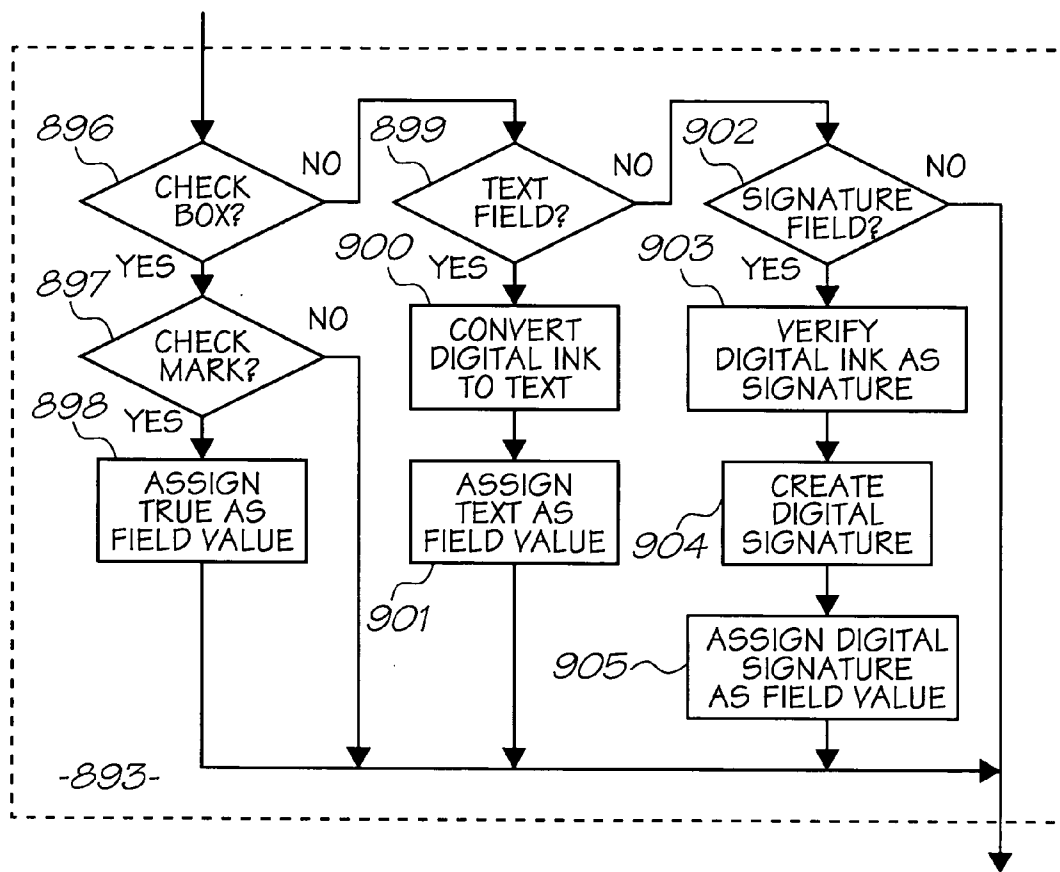 896
CHECK
BOX?
NO
YES
897
CHECK
MARK?
NO
YES
898
ASSIGN
TRUE AS
FIELD VALUE
899
TEXT
FIELD?
NO
YES
900
CONVERT
DIGITAL INK
TO TEXT
ASSIGN
TEXT AS
FIELD VALUE
901
902
SIGNATURE
FIELD?
NO
YES
903
VERIFY
DIGITAL INK AS
SIGNATURE
CREATE
DIGITAL
SIGNATURE
904
ASSIGN DIGITAL
SIGNATURE
AS FIELD VALUE
905
-893-